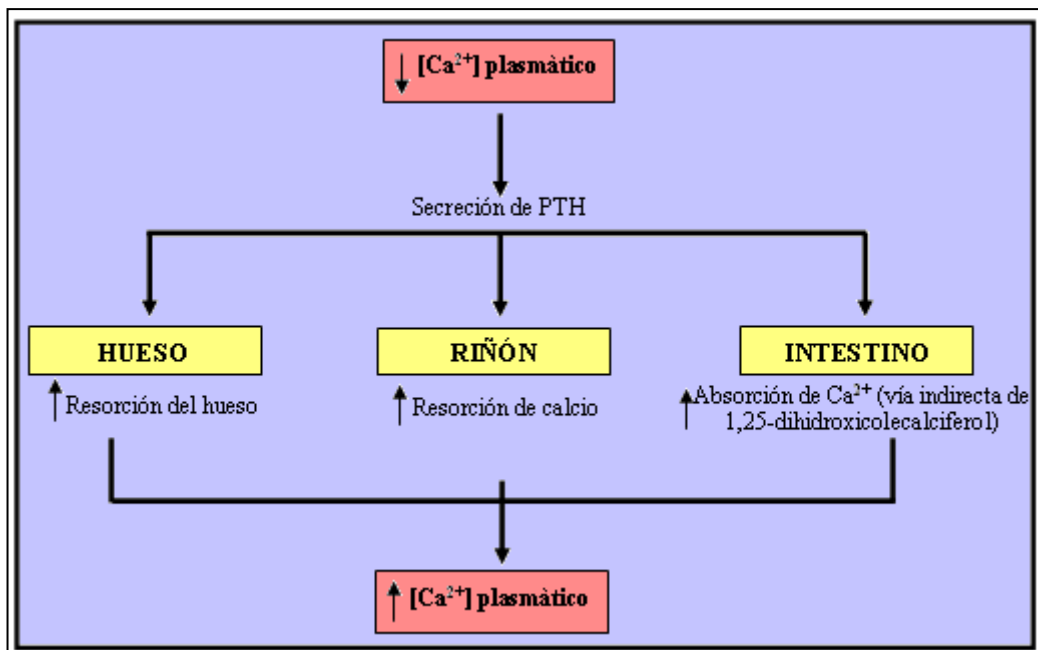 ↓ [Ca²⁺] plasmàtico
Secreción de PTH
HUESO
RIÑÓN
INTESTINO
↑ Resorción del hueso
↑ Resorción de calcio
↑ Absorción de Ca²⁺ (vía indirecta de
1,25-dihidroxicolecalciferol)
↑ [Ca²⁺] plasmàtico